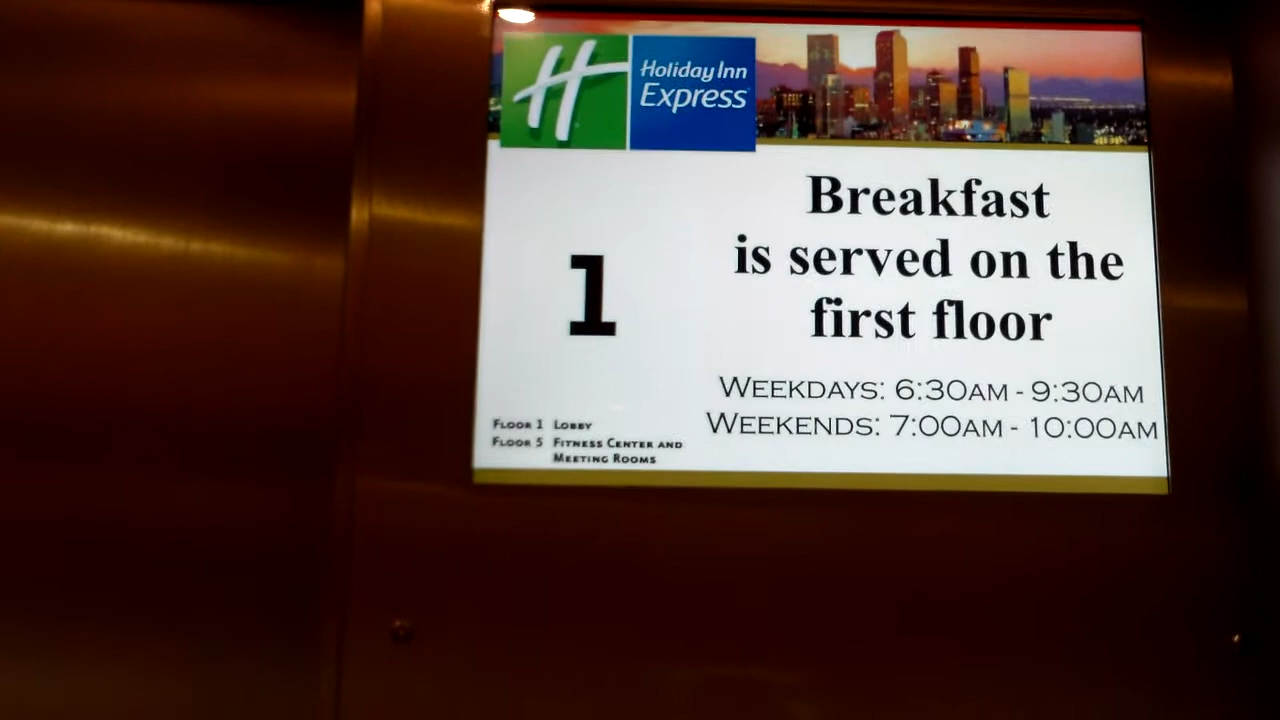 Holiday Inn
Express
Breakfast
is served on the
first floor
1
WEEKDAYS: 6:30AM - 9:30AM
WEEKENDS: 7:00AM - 10:00AM
FLOOR 1 LOBBY
FLOOR 5 FITNESS CENTER AND
MEETING ROOMS